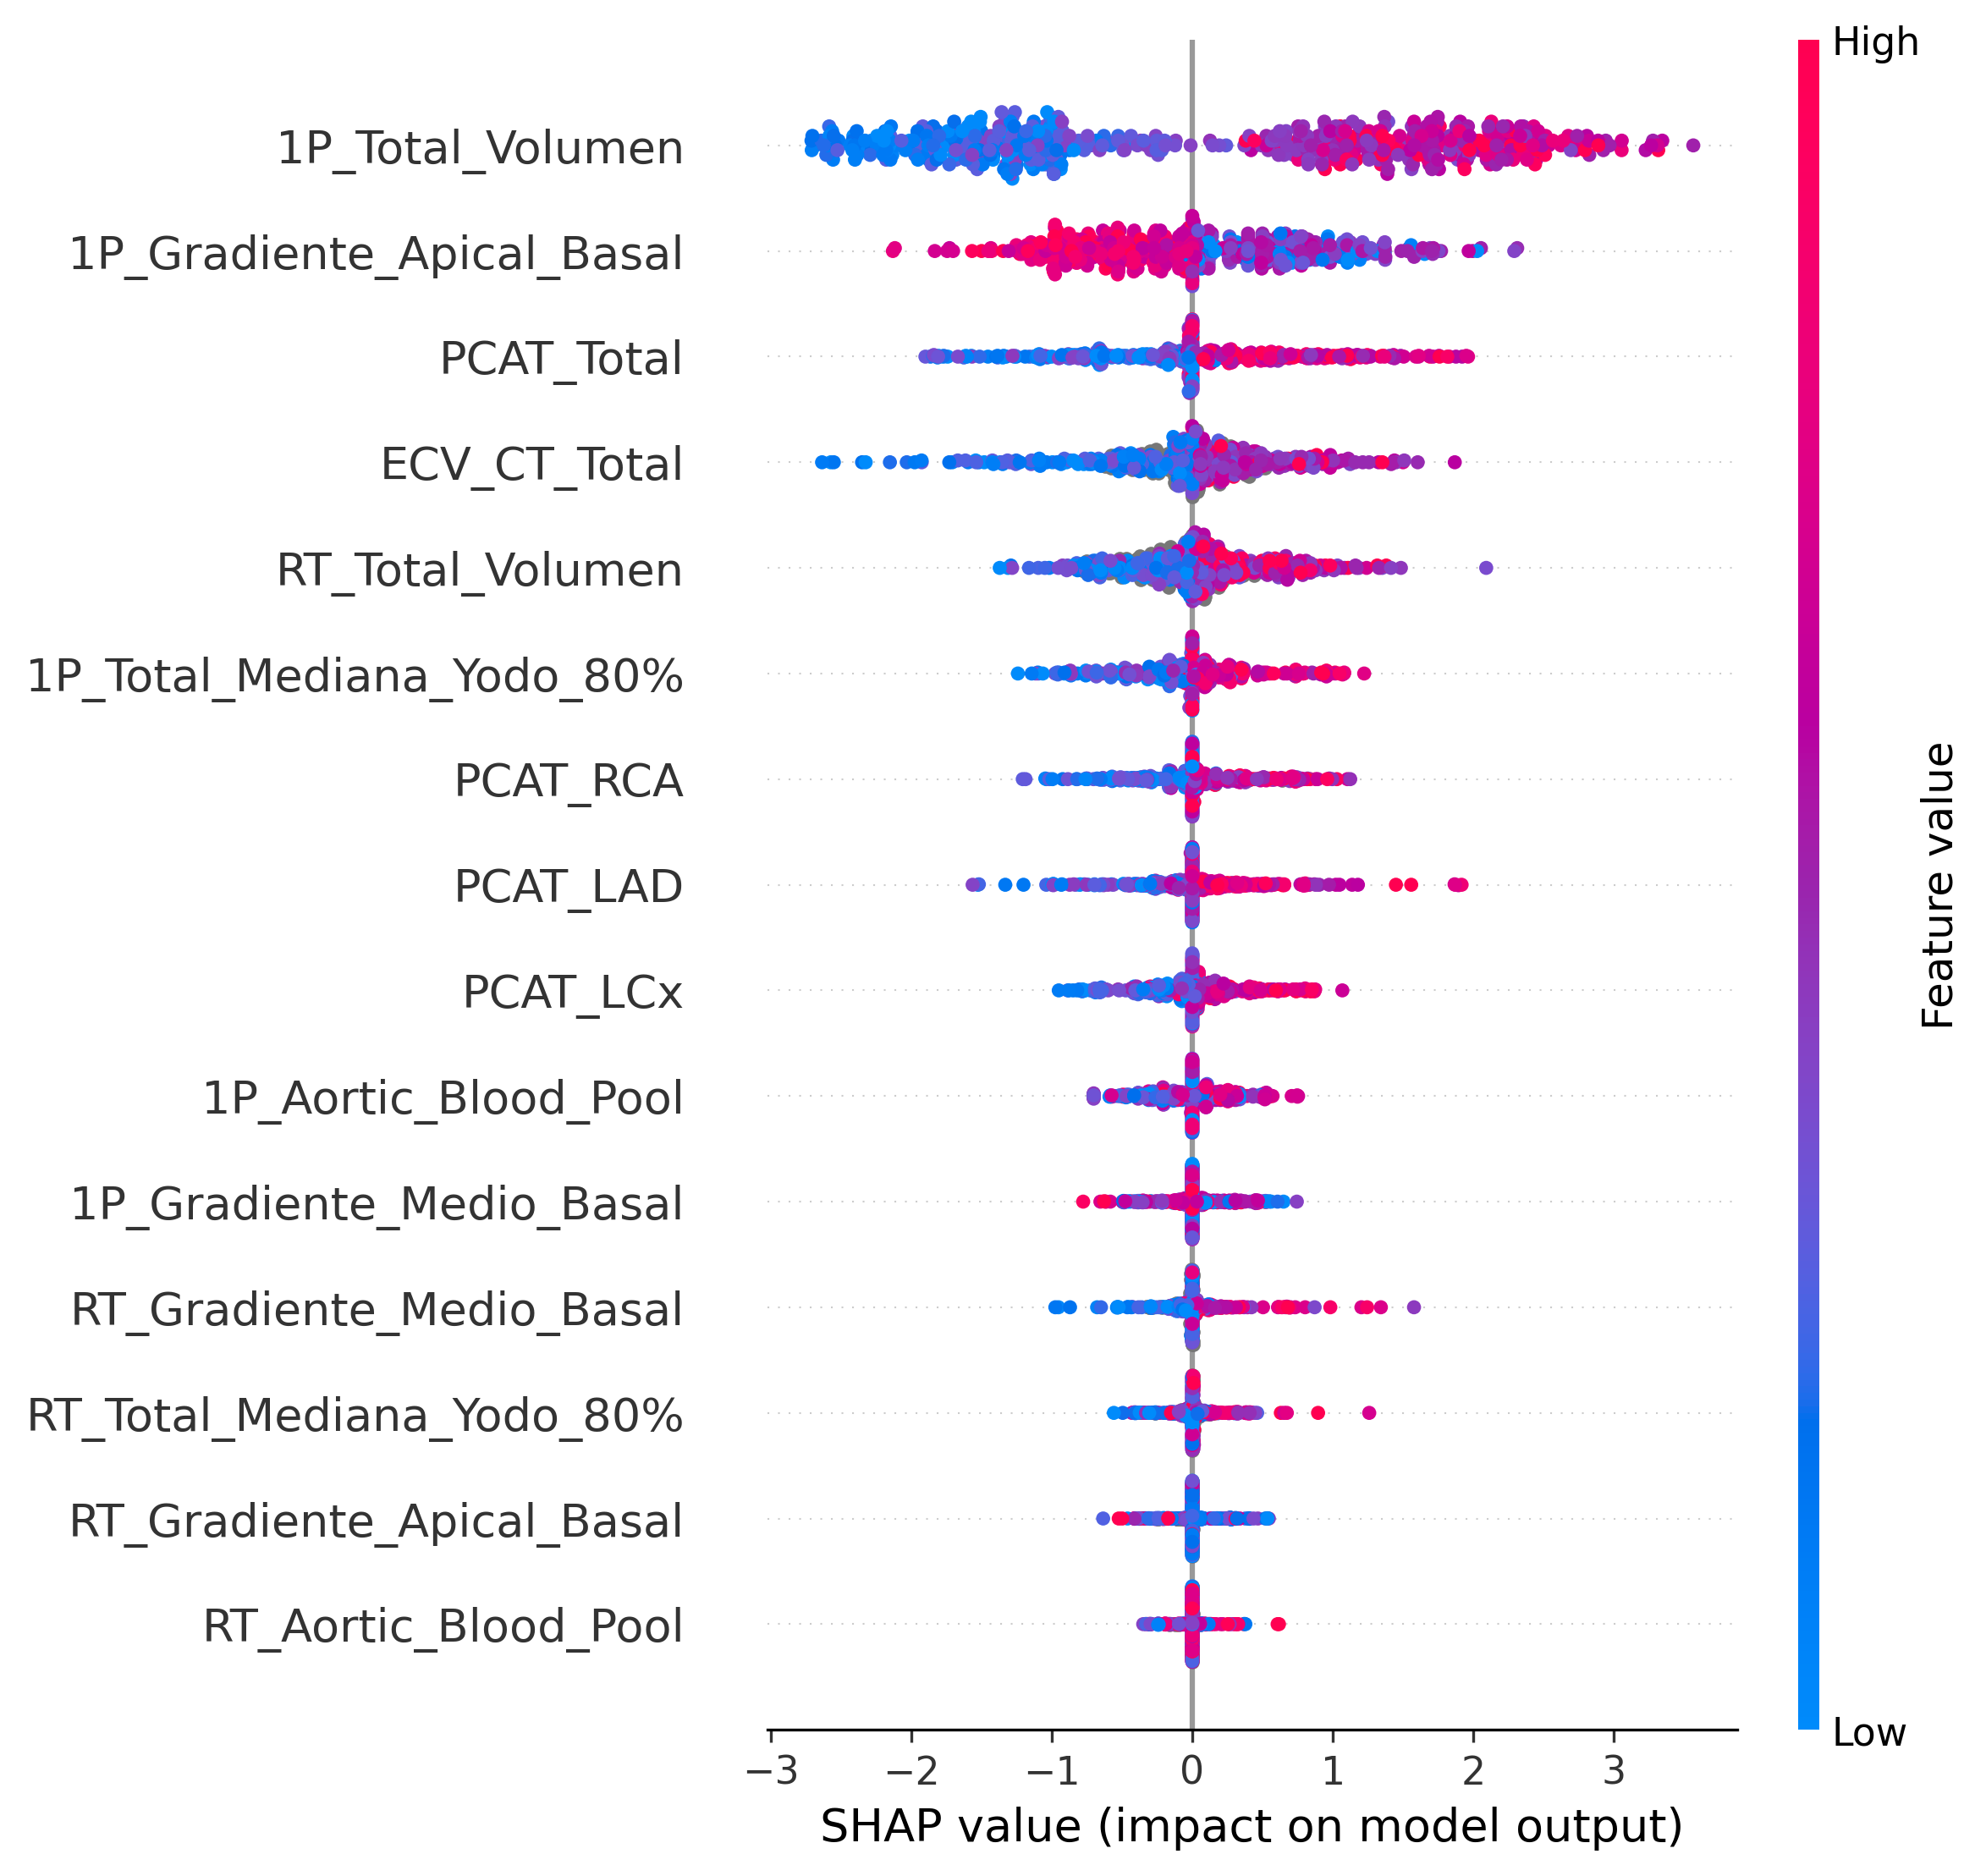 High
1P_Total_Volumen
1P_Gradiente_Apical_Basal
PCAT_Total
ECV_CT_Total
RT_Total_Volumen
1P_Total_Mediana_Yodo_80%
PCAT_RCA
PCAT_LAD
PCAT_LCx
1P_Aortic_Blood_Pool
1P_Gradiente_Medio_Basal
RT_Gradiente_Medio_Basal
RT_Total_Mediana_Yodo_80%
RT_Gradiente_Apical_Basal
RT_Aortic_Blood_Pool
Feature value
Low
−3 −2 −1 0 1 2 3
SHAP value (impact on model output)